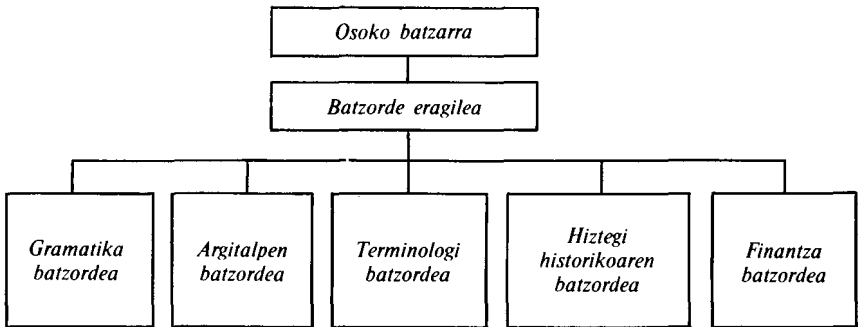 Osoko batzarra
Batzorde eragilea
Gramatika
batzordea
Argitalpen
batzordea
Terminologi
batzordea
Hiztegi
historikoaren
batzordea
Finantza
batzordea